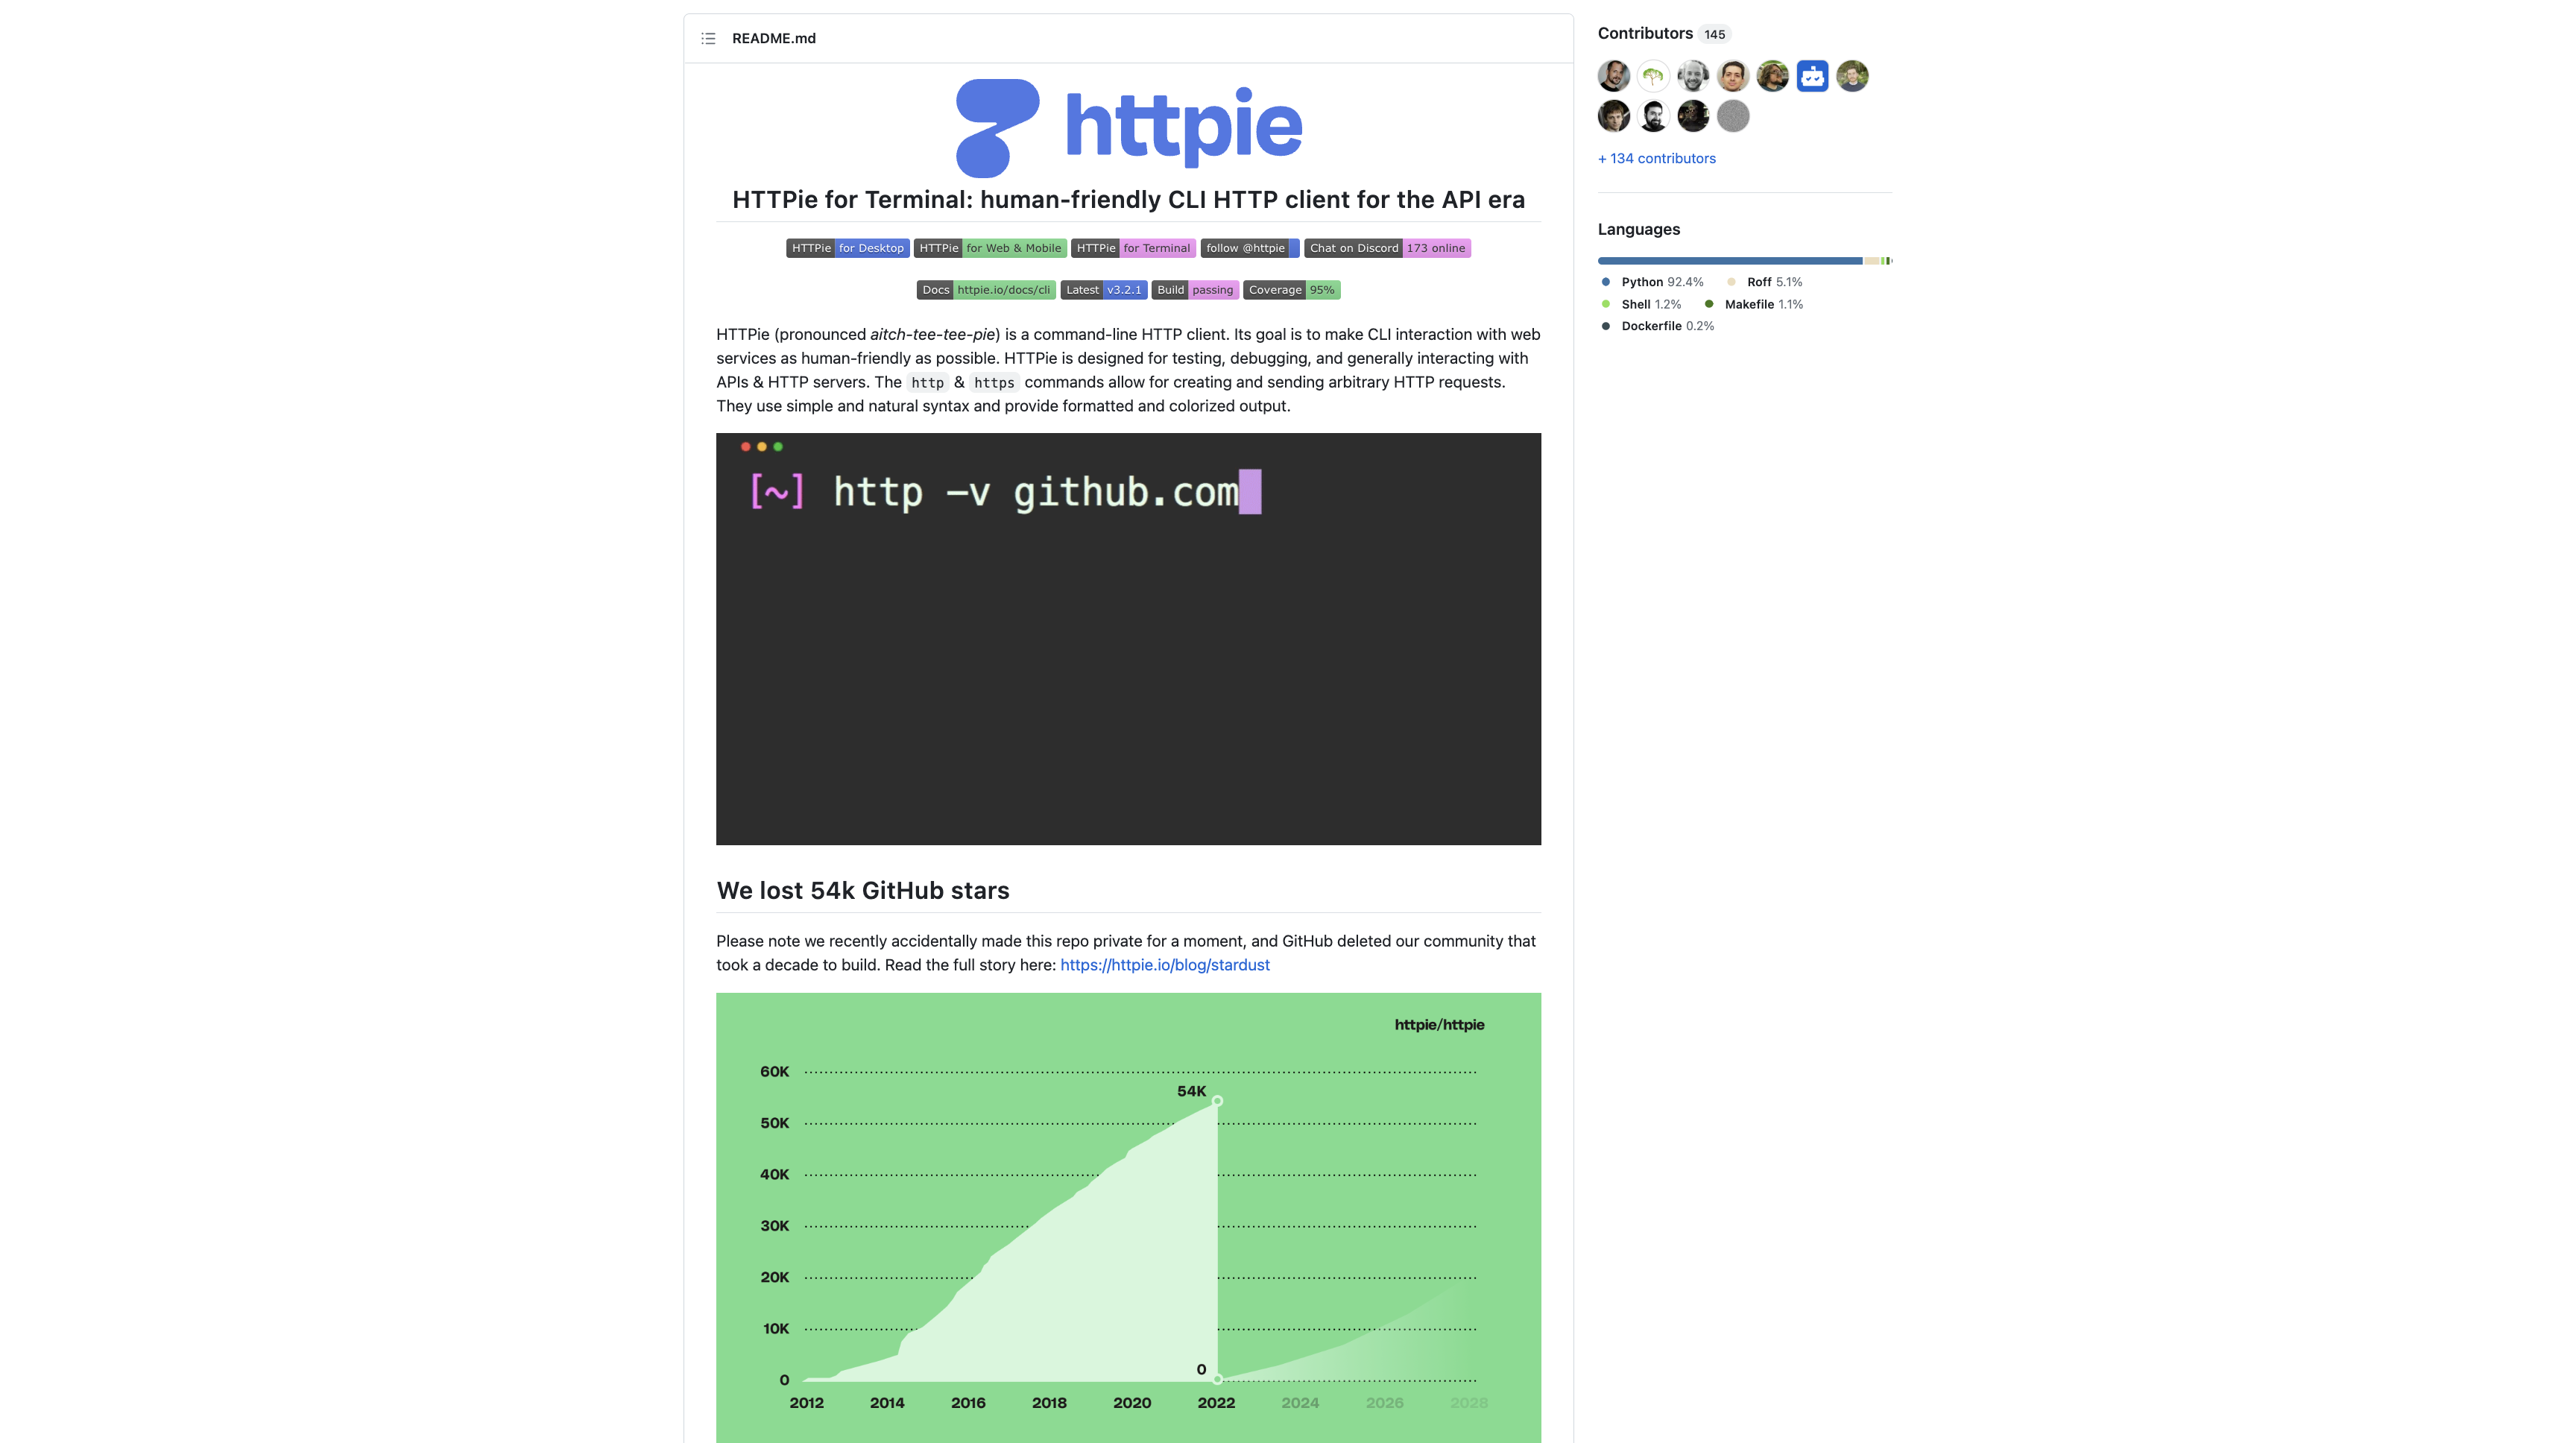 README.md
httpie
HTTPie for Terminal: human-friendly CLI HTTP client for the API era
HTTPie for Desktop HTTPie for Web & Mobile HTTPie for Terminal follow @httpie Chat on Discord 173 online
Docs httpie.io/docs/cli Latest v3.2.1 Build passing Coverage 95%
HTTPie (pronounced aitch-tee-tee-pie) is a command-line HTTP client. Its goal is to make CLI interaction with web
services as human-friendly as possible. HTTPie is designed for testing, debugging, and generally interacting with
APIs & HTTP servers. The http & https commands allow for creating and sending arbitrary HTTP requests.
They use simple and natural syntax and provide formatted and colorized output.
[~] http -v github.com
We lost 54k GitHub stars
Please note we recently accidentally made this repo private for a moment, and GitHub deleted our community that
took a decade to build. Read the full story here: https://httpie.io/blog/stardust
httpie/httpie
60K
54K
50K
40K
30K
20K
10K
0
0
2012 2014 2016 2018 2020 2022 2024 2026 2028
Contributors 145
+ 134 contributors
Languages
Python 92.4% Roff 5.1%
Shell 1.2% Makefile 1.1%
Dockerfile 0.2%